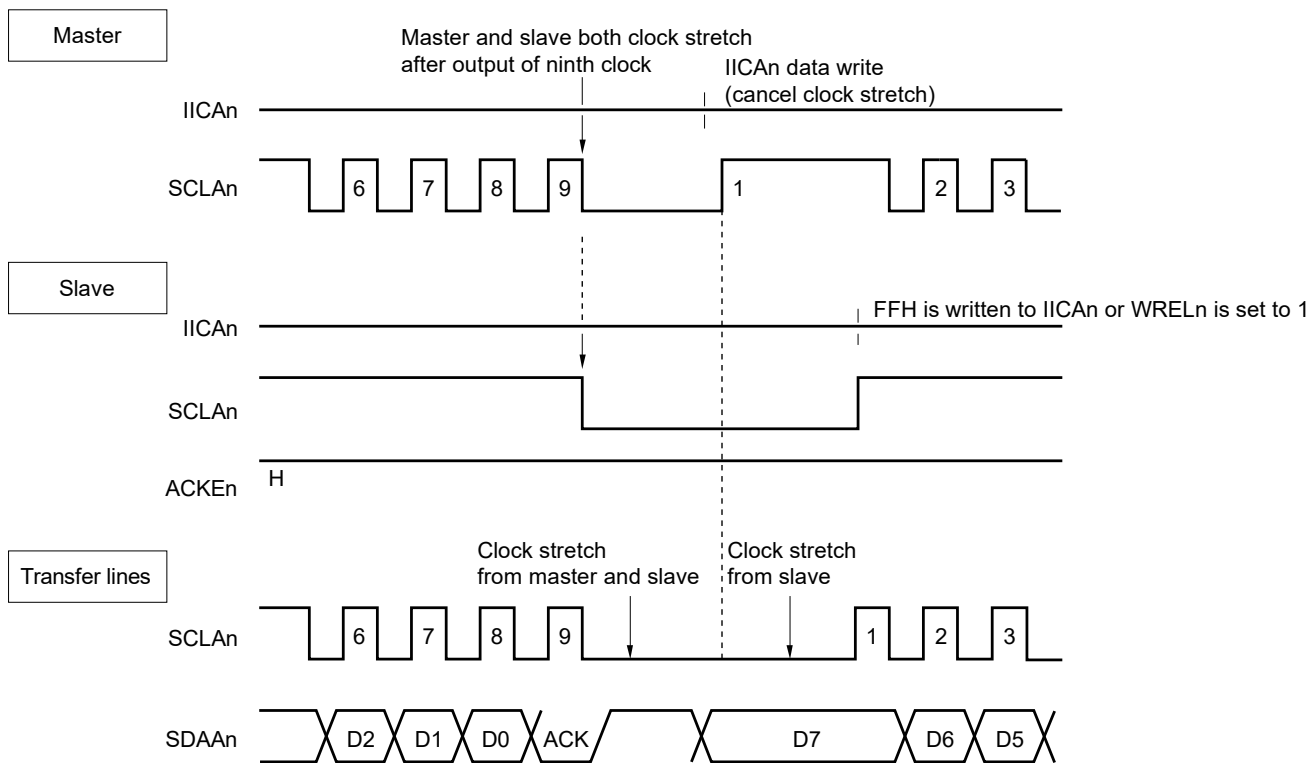 Master
Master and slave both clock stretch
after output of ninth clock
IICAn data write
(cancel clock stretch)
IICAn
SCLAn
6 7 8 9 1 2 3
Slave
FFH is written to IICAn or WRELn is set to 1
IICAn
SCLAn
H
ACKEn
Transfer lines
Clock stretch
from master and slave
Clock stretch
from slave
SCLAn
6 7 8 9 1 2 3
SDAAn
D2 D1 D0 ACK D7 D6 D5